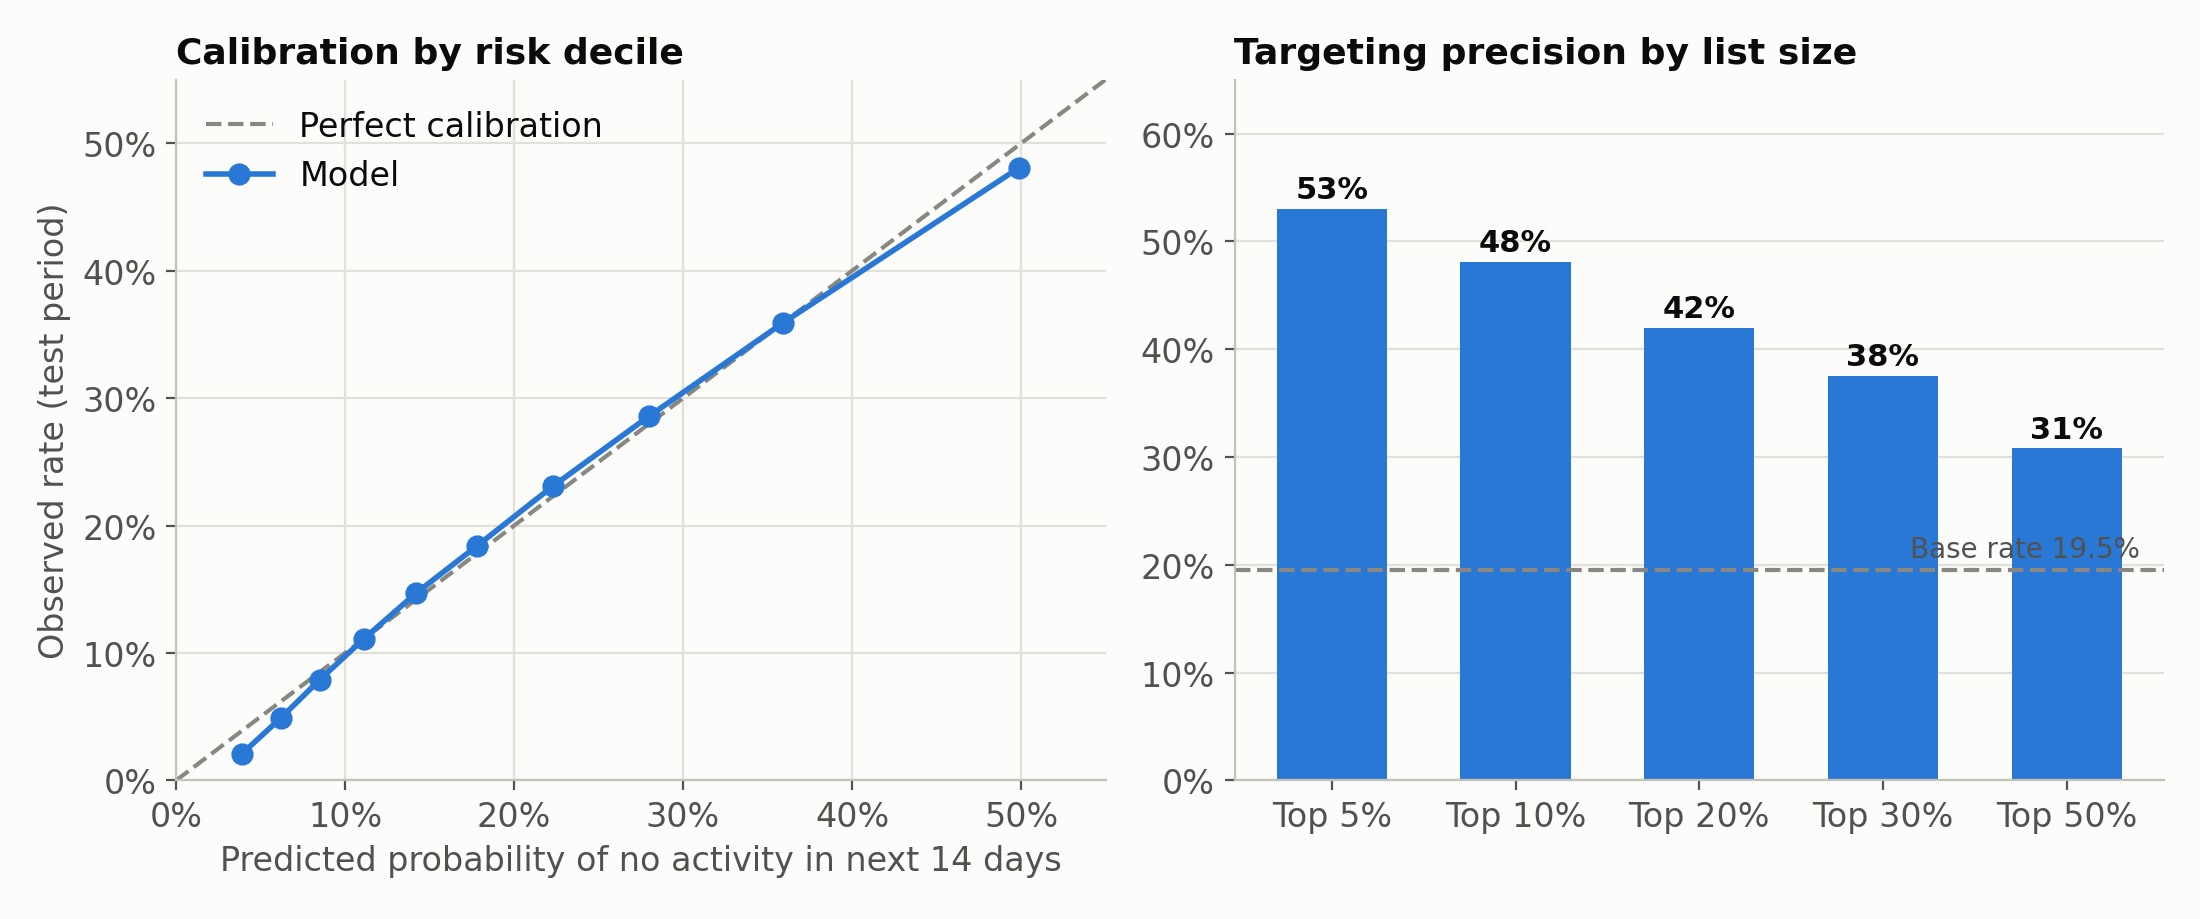 Calibration by risk decile
Perfect calibration
Model
50%
40%
30%
20%
10%
0%
Observed rate (test period)
0%
10%
20%
30%
40%
50%
Predicted probability of no activity in next 14 days
Targeting precision by list size
60%
50%
40%
30%
20%
10%
0%
53%
48%
42%
38%
31%
Base rate 19.5%
Top 5%
Top 10%
Top 20%
Top 30%
Top 50%